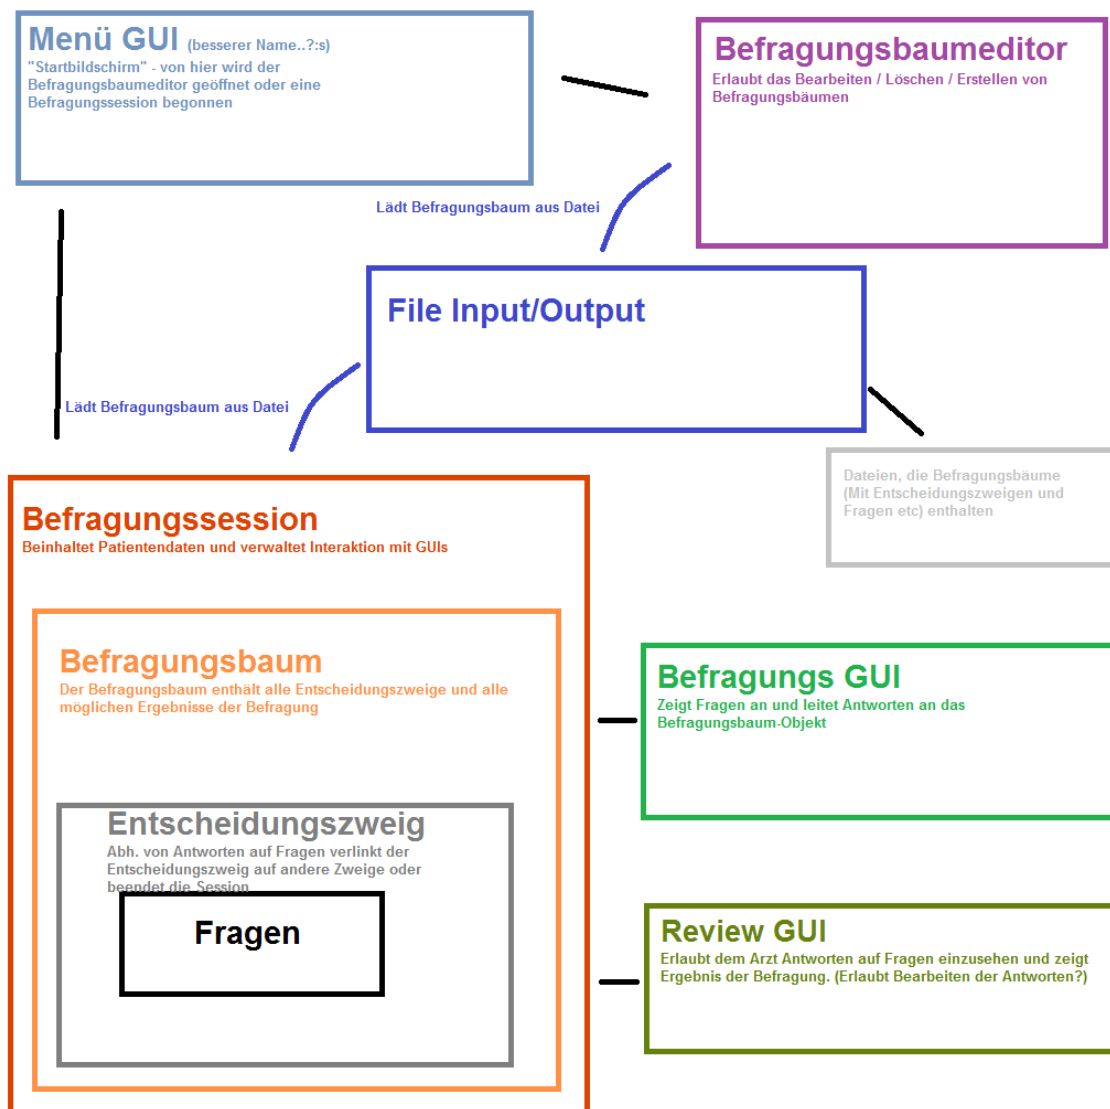 Menü GUI (besserer Name..?:s)
"Startbildschirm" - von hier wird der
Befragungsbaumeditor geöffnet oder eine
Befragungssession begonnen
Befragungsbaumeditor
Erlaubt das Bearbeiten / Löschen / Erstellen von
Befragungsbäumen
Lädt Befragungsbaum aus Datei
File Input/Output
Lädt Befragungsbaum aus Datei
Dateien, die Befragungsbäume
(Mit Entscheidungszweigen und
Fragen etc) enthalten
Befragungssession
Beinhaltet Patientendaten und verwaltet Interaktion mit GUIs
Befragungsbaum
Der Befragungsbaum enthält alle Entscheidungszweige und alle
möglichen Ergebnisse der Befragung
Befragungs GUI
Zeigt Fragen an und leitet Antworten an das
Befragungsbaum-Objekt
Entscheidungszweig
Abh. von Antworten auf Fragen verlinkt der
Entscheidungszweig auf andere Zweige oder
beendet die Session
Fragen
Review GUI
Erlaubt dem Arzt Antworten auf Fragen einzusehen und zeigt
Ergebnis der Befragung. (Erlaubt Bearbeiten der Antworten?)